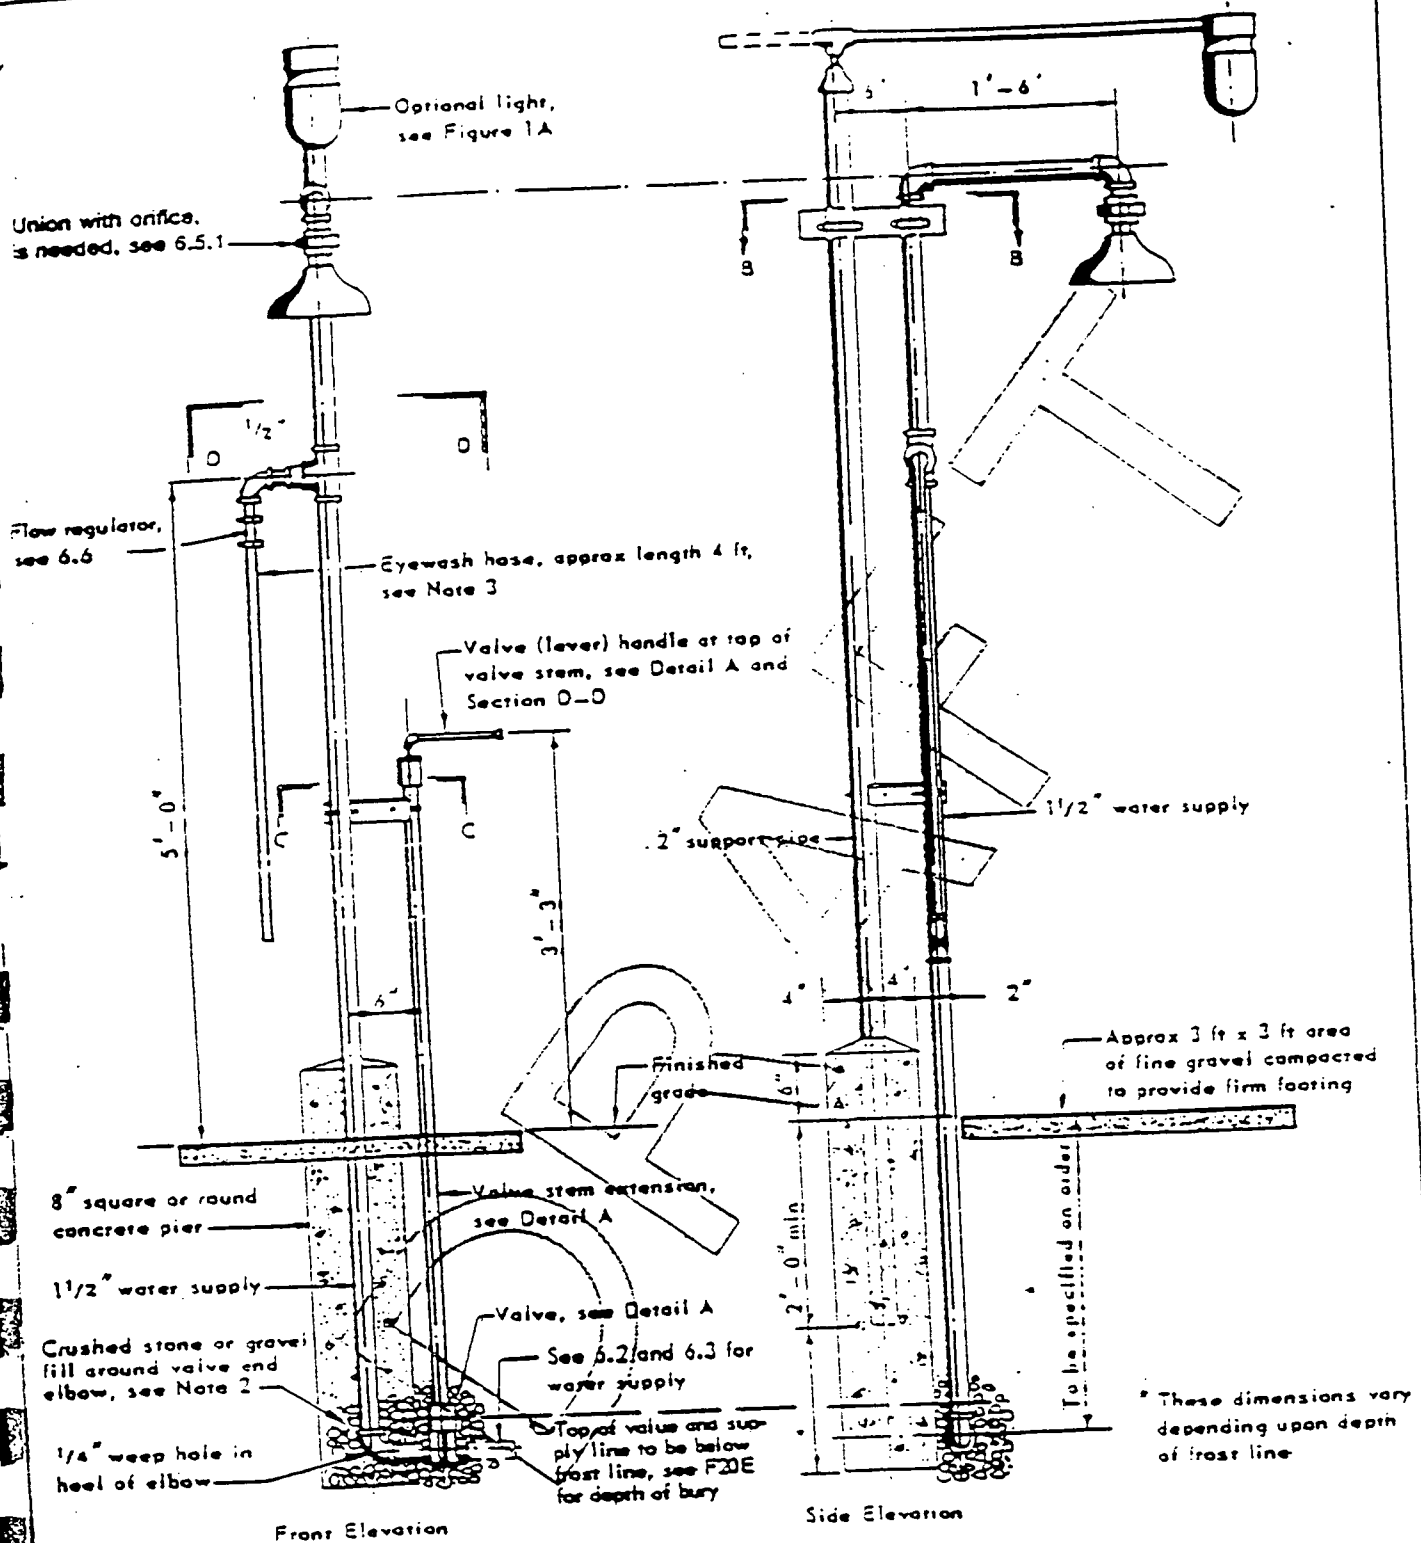 Optional light,
see Figure 1A
Union with orifice,
is needed, see 6.5.1
1/2"
D
D
Flow regulator,
see 6.6
Eyewash hose, approx length 4 ft,
see Note 3
Valve (lever) handle at top of
valve stem, see Detail A and
Section D-D
5'-0"
C
C
3'-3"
6"
Finished
grade
8" square or round
concrete pier
Valve stem extension,
see Detail A
1 1/2" water supply
Valve, see Detail A
Crushed stone or gravel
fill around valve end
elbow, see Note 2
See 6.2 and 6.3 for
water supply
1/4" weep hole in
heel of elbow
Top of value and sup-
ply line to be below
frost line, see F20E
for depth of bury
Front Elevation
1'-6'
B
B
1 1/2" water supply
2" support pipe
4"
2"
6"
Approx 3 ft x 3 ft area
of fine gravel compacted
to provide firm footing
2'-0" min
To be specified on order
* These dimensions vary
depending upon depth
of frost line
Side Elevation